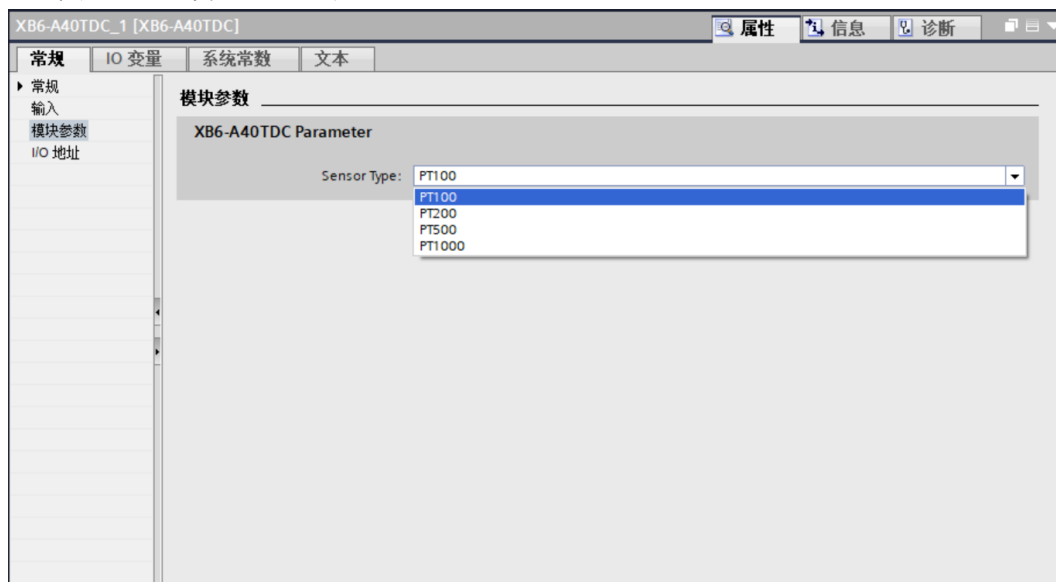 XB6-A40TDC_1 [XB6-A40TDC]
属性
信息
诊断
常规
IO 变量
系统常数
文本
常规
输入
模块参数
I/O 地址
模块参数
XB6-A40TDC Parameter
Sensor Type:
PT100
PT100
PT200
PT500
PT1000